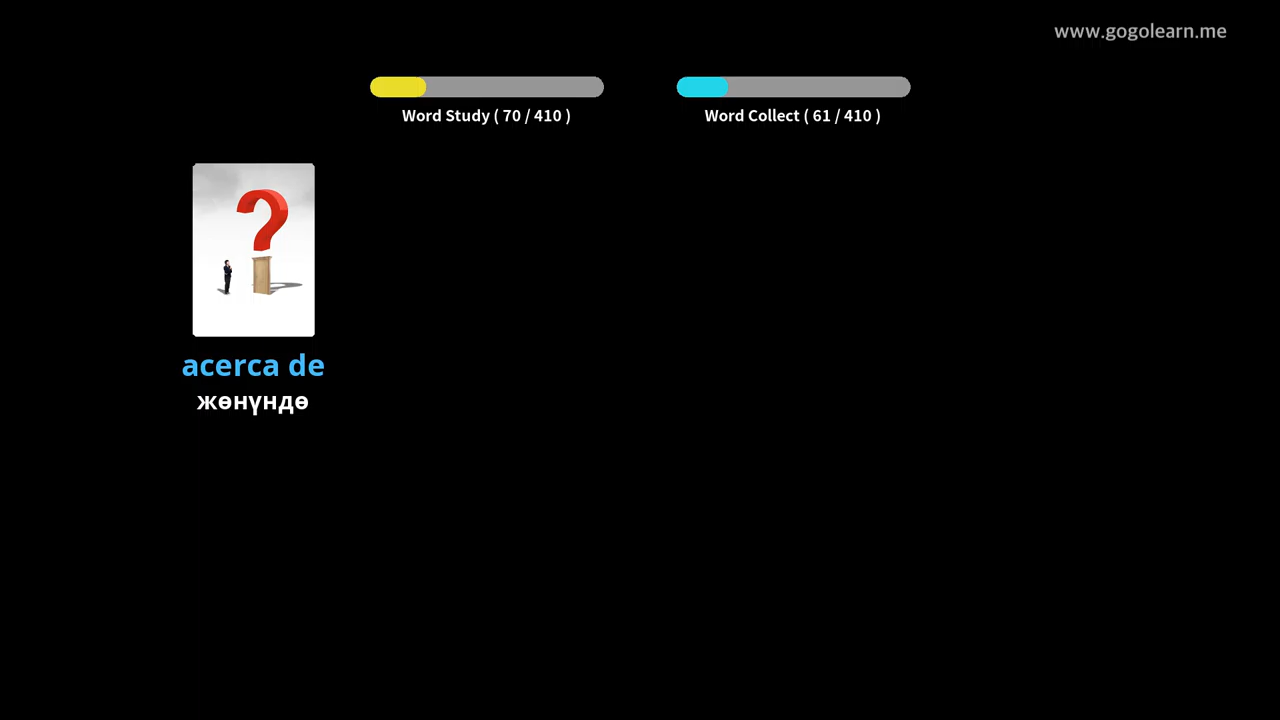 www.gogolearn.me
Word Study ( 70 / 410 )
Word Collect ( 61 / 410 )
acerca de
жөнүндө